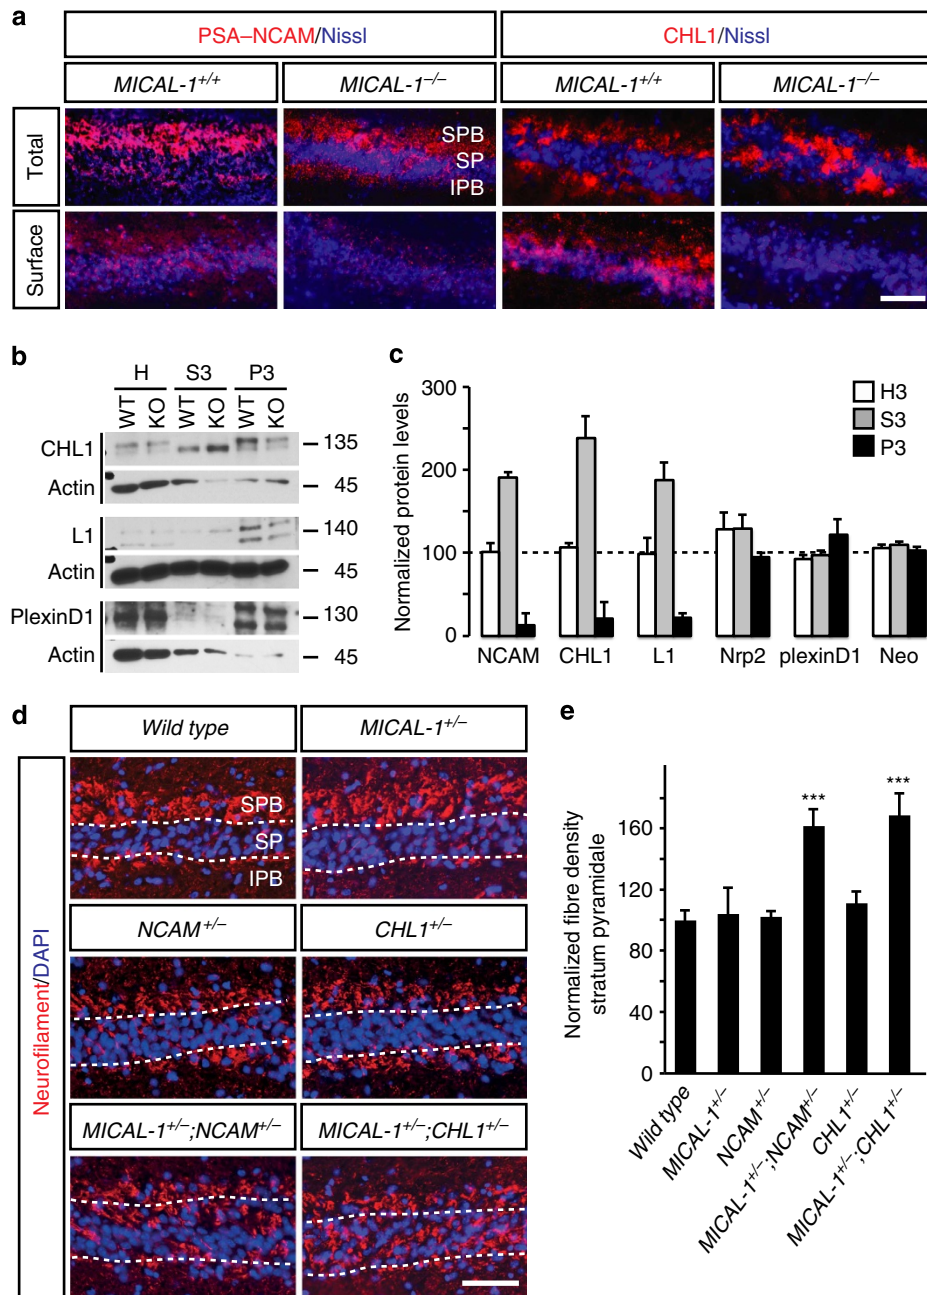 a
PSA–NCAM/Nissl
CHL1/Nissl
MICAL-1+/+
MICAL-1−/−
MICAL-1+/+
MICAL-1−/−
Total
SPB
SP
IPB
Surface
b
H S3 P3
WT KO WT KO WT KO
CHL1 135
Actin 45
L1 140
Actin 45
PlexinD1 130
Actin 45
c
Normalized protein levels
300
200
100
0
H3
S3
P3
NCAM CHL1 L1 Nrp2 plexinD1 Neo
d
Neurofilament/DAPI
Wild type
MICAL-1+/−
SPB
SP
IPB
NCAM+/−
CHL1+/−
MICAL-1+/−;NCAM+/−
MICAL-1+/−;CHL1+/−
e
Normalized fibre density
stratum pyramidale
160
120
80
40
0
***
***
Wild type
MICAL-1+/−
NCAM+/−
MICAL-1+/−;NCAM+/−
CHL1+/−
MICAL-1+/−;CHL1+/−